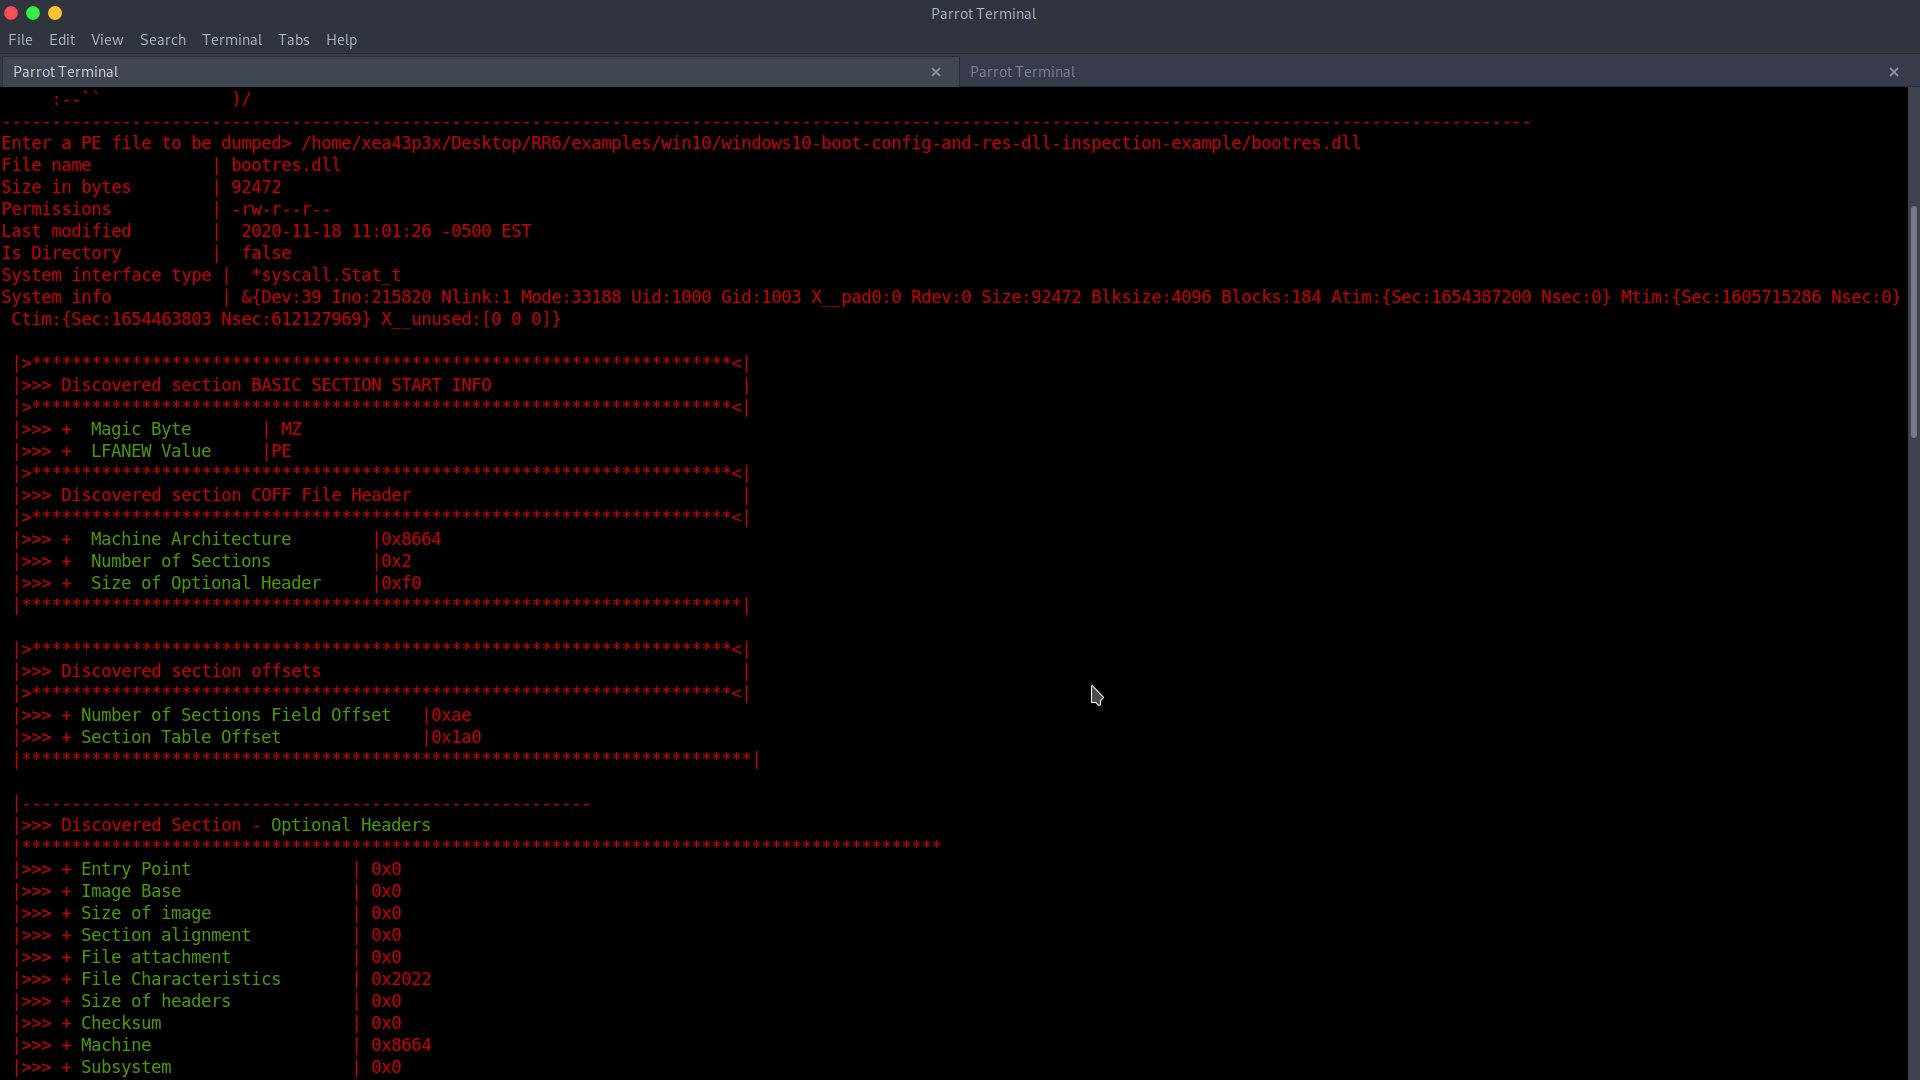 Parrot Terminal
File Edit View Search Terminal Tabs Help
Parrot Terminal × Parrot Terminal ×
:--`` )/
---------------------------------------------------------------------------------------------------------------------------------------------------------
Enter a PE file to be dumped> /home/xea43p3x/Desktop/RR6/examples/win10/windows10-boot-config-and-res-dll-inspection-example/bootres.dll
File name | bootres.dll
Size in bytes | 92472
Permissions | -rw-r--r--
Last modified | 2020-11-18 11:01:26 -0500 EST
Is Directory | false
System interface type | *syscall.Stat_t
System info | &{Dev:39 Ino:215820 Nlink:1 Mode:33188 Uid:1000 Gid:1003 X__pad0:0 Rdev:0 Size:92472 Blksize:4096 Blocks:184 Atim:{Sec:1654387200 Nsec:0} Mtim:{Sec:1605715286 Nsec:0}
Ctim:{Sec:1654463803 Nsec:612127969} X__unused:[0 0 0]}
|>**********************************************************************<|
|>>> Discovered section BASIC SECTION START INFO |
|>**********************************************************************<|
|>>> + Magic Byte | MZ
|>>> + LFANEW Value |PE
|>**********************************************************************<|
|>>> Discovered section COFF File Header |
|>**********************************************************************<|
|>>> + Machine Architecture |0x8664
|>>> + Number of Sections |0x2
|>>> + Size of Optional Header |0xf0
|************************************************************************|
|>**********************************************************************<|
|>>> Discovered section offsets |
|>**********************************************************************<|
|>>> + Number of Sections Field Offset |0xae
|>>> + Section Table Offset |0x1a0
|*************************************************************************|
|---------------------------------------------------------
|>>> Discovered Section - Optional Headers
|********************************************************************************************
|>>> + Entry Point | 0x0
|>>> + Image Base | 0x0
|>>> + Size of image | 0x0
|>>> + Section alignment | 0x0
|>>> + File attachment | 0x0
|>>> + File Characteristics | 0x2022
|>>> + Size of headers | 0x0
|>>> + Checksum | 0x0
|>>> + Machine | 0x8664
|>>> + Subsystem | 0x0